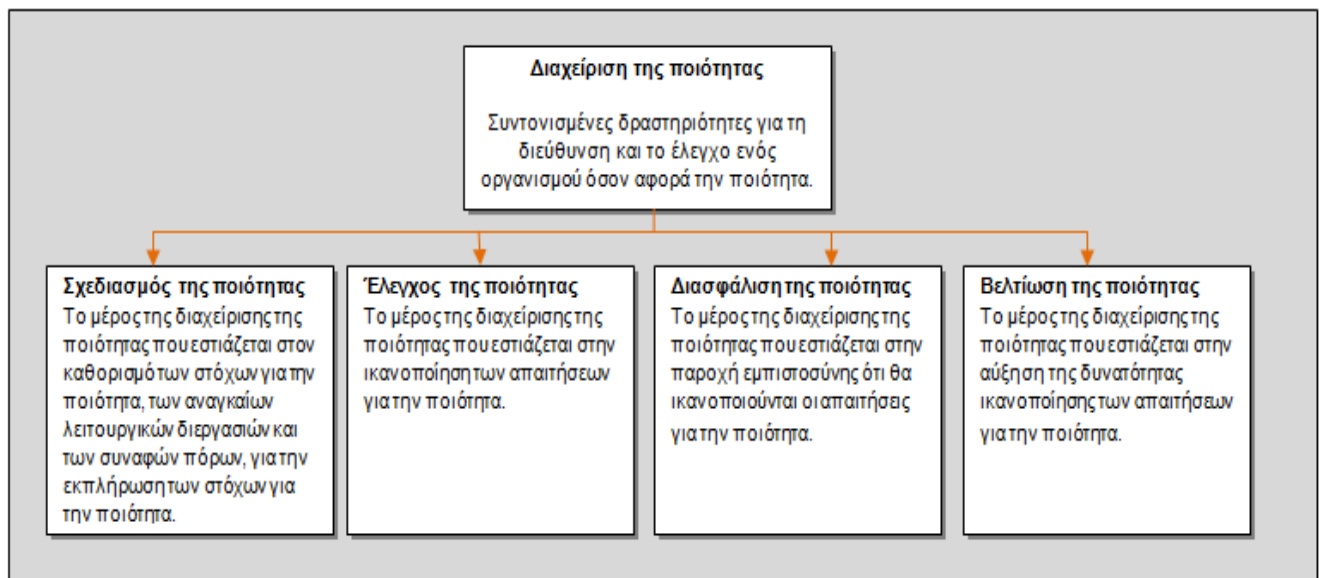 Διαχείριση της ποιότητας
Συντονισμένες δραστηριότητες για τη
διεύθυνση και το έλεγχο ενός
οργανισμού όσον αφορά την ποιότητα.
Σχεδιασμός της ποιότητας
Το μέρος της διαχείρισης της
ποιότητας που εστιάζεται στον
καθορισμό των στόχων για την
ποιότητα, των αναγκαίων
λειτουργικών διεργασιών και
των συναφών πόρων, για την
εκπλήρωση των στόχων για
την ποιότητα.
Έλεγχος της ποιότητας
Το μέρος της διαχείρισης της
ποιότητας που εστιάζεται στην
ικανοποίηση των απαιτήσεων
για την ποιότητα.
Διασφάλιση της ποιότητας
Το μέρος της διαχείρισης της
ποιότητας που εστιάζεται στην
παροχή εμπιστοσύνης ότι θα
ικανοποιούνται οι απαιτήσεις
για την ποιότητα.
Βελτίωση της ποιότητας
Το μέρος της διαχείρισης της
ποιότητας που εστιάζεται στην
αύξηση της δυνατότητας
ικανοποίησης των απαιτήσεων
για την ποιότητα.